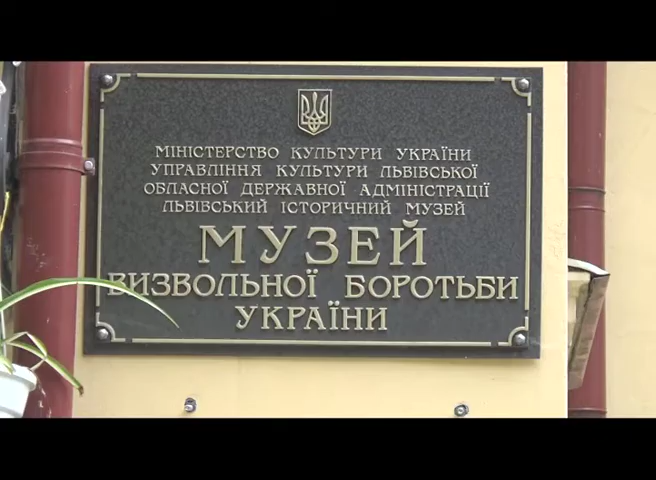 МІНІСТЕРСТВО КУЛЬТУРИ УКРАЇНИ
УПРАВЛІННЯ КУЛЬТУРИ ЛЬВІВСЬКОЇ
ОБЛАСНОЇ ДЕРЖАВНОЇ АДМІНІСТРАЦІЇ
ЛЬВІВСЬКИЙ ІСТОРИЧНИЙ МУЗЕЙ
МУЗЕЙ
ВИЗВОЛЬНОЇ БОРОТЬБИ
УКРАЇНИ